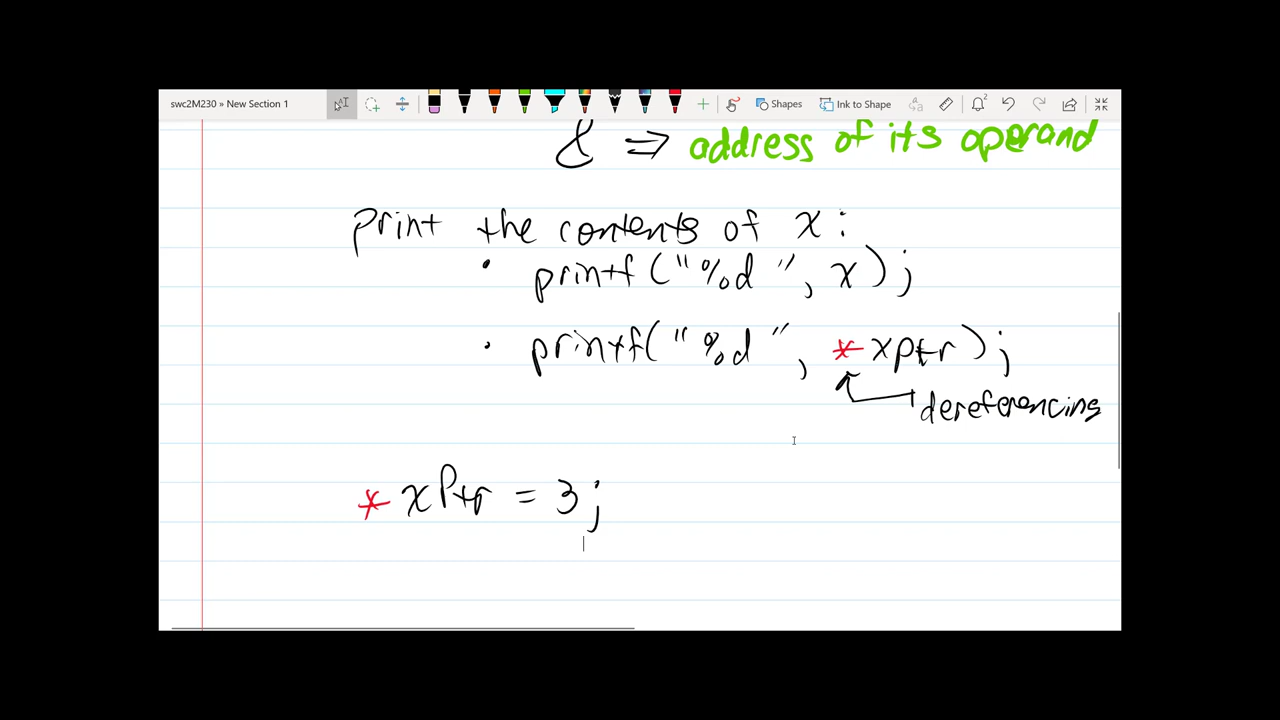 swc2M230 » New Section 1
Shapes
Ink to Shape
2
& ⇒ address of its operand
print the contents of x:
• printf("%d", x);
• printf("%d", *xptr);
dereferencing
*xPtr = 3;